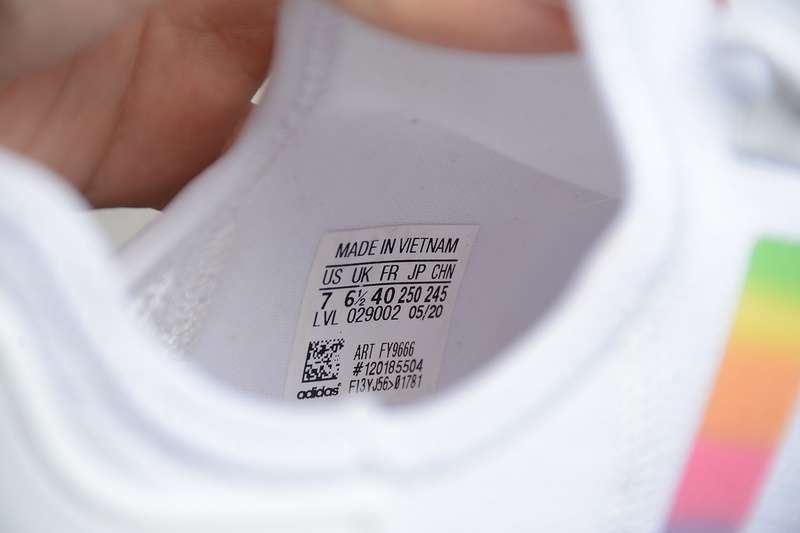 MADE IN VIETNAM
US UK FR JP CHN
7 6½ 40 250 245
LVL 029002 05/20
ART FY9666
#120185504
F13YJ56>01781
adidas